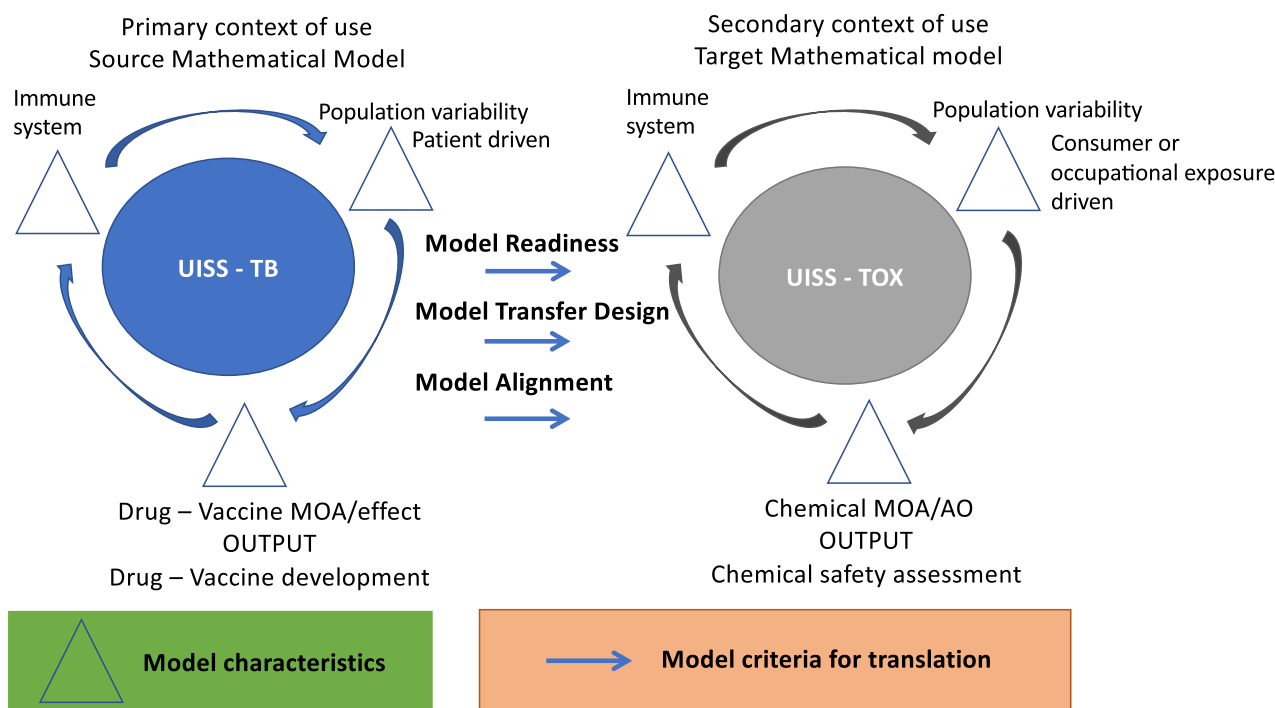 Primary context of use
Source Mathematical Model
Immune
system
Population variability
Patient driven
UISS - TB
Drug – Vaccine MOA/effect
OUTPUT
Drug – Vaccine development
Model Readiness
Model Transfer Design
Model Alignment
Secondary context of use
Target Mathematical model
Immune
system
Population variability
Consumer or
occupational exposure
driven
UISS - TOX
Chemical MOA/AO
OUTPUT
Chemical safety assessment
Model characteristics
Model criteria for translation